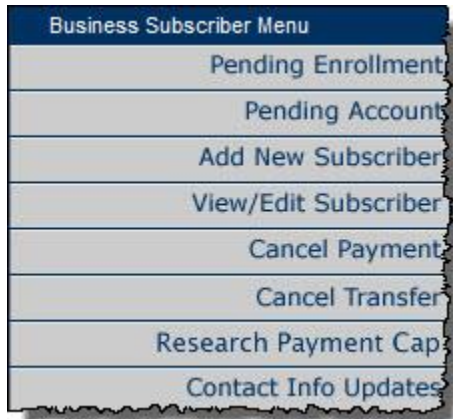 Business Subscriber Menu
Pending Enrollment
Pending Account
Add New Subscriber
View/Edit Subscriber
Cancel Payment
Cancel Transfer
Research Payment Cap
Contact Info Updates